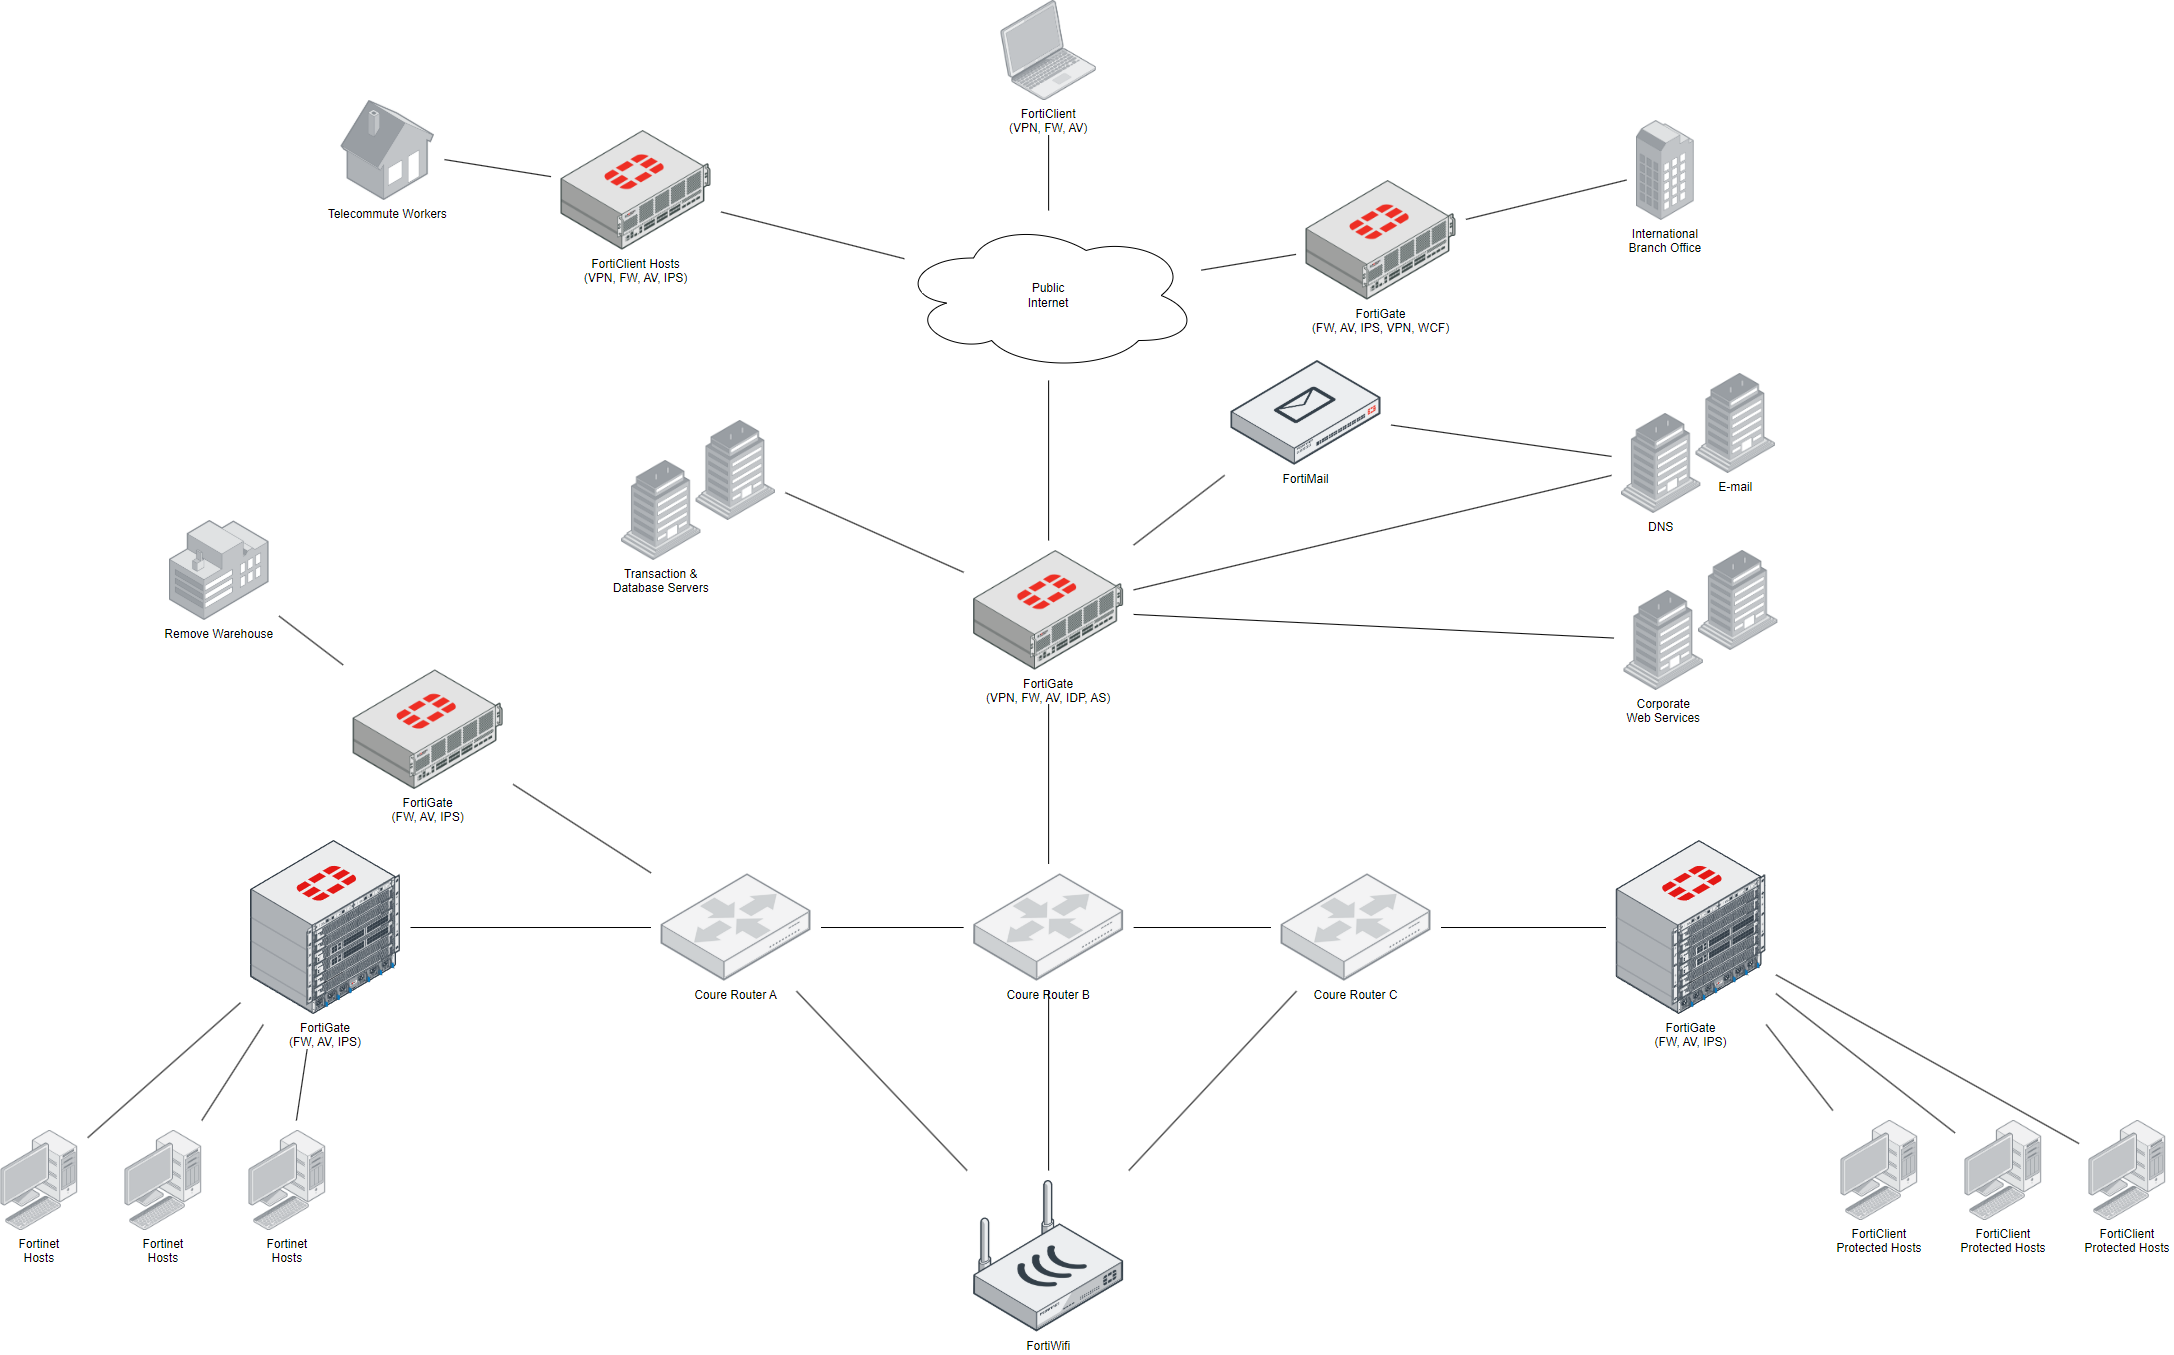 FortiClient
(VPN, FW, AV)
Telecommute Workers
FortiClient Hosts
(VPN, FW, AV, IPS)
International
Branch Office
Public
Internet
FortiGate
(FW, AV, IPS, VPN, WCF)
FortiMail
E-mail
DNS
Transaction &
Database Servers
Remove Warehouse
FortiGate
(VPN, FW, AV, IDP, AS)
Corporate
Web Services
FortiGate
(FW, AV, IPS)
Coure Router A
Coure Router B
Coure Router C
FortiGate
(FW, AV, IPS)
FortiGate
(FW, AV, IPS)
Fortinet
Hosts
Fortinet
Hosts
Fortinet
Hosts
FortiClient
Protected Hosts
FortiClient
Protected Hosts
FortiClient
Protected Hosts
FortiWifi